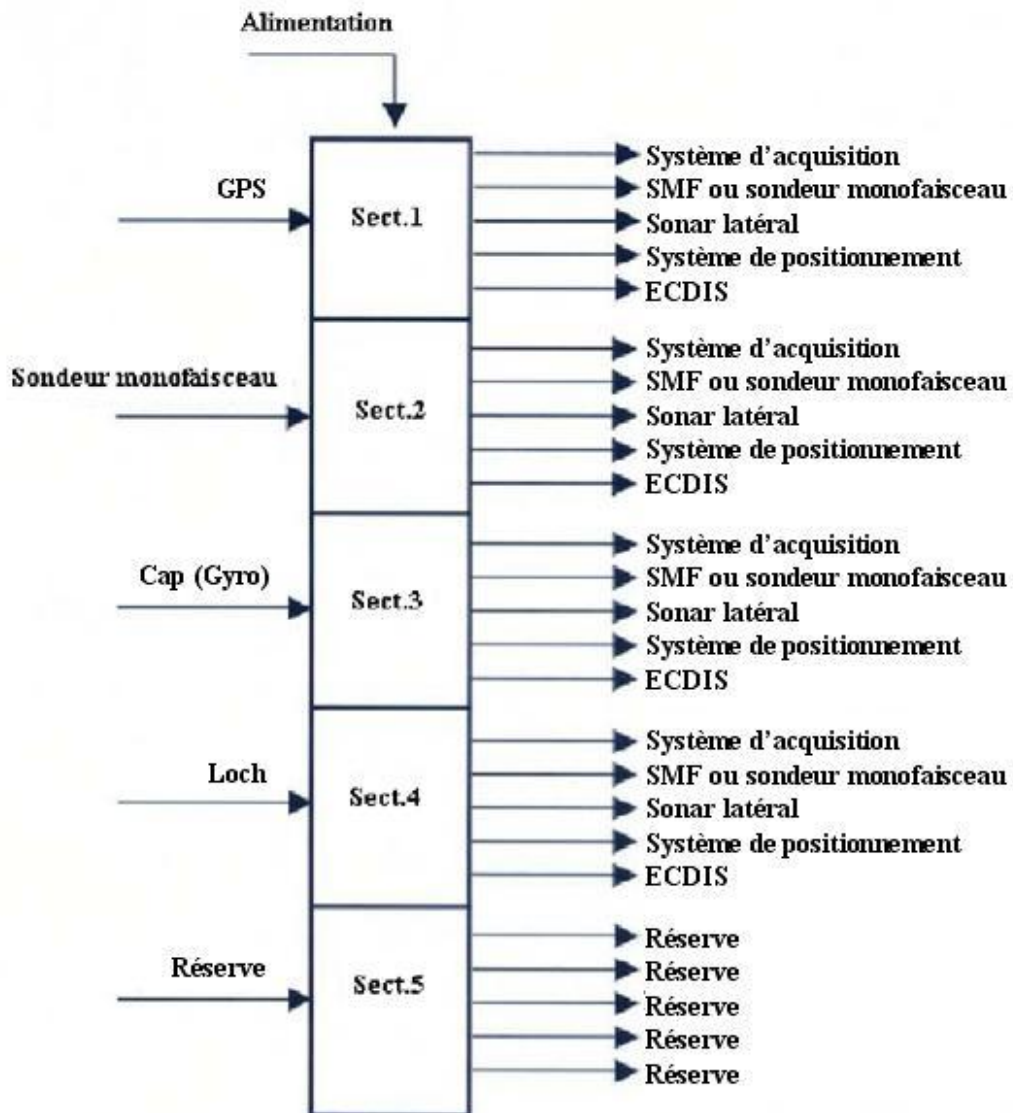 Alimentation
GPS
Sect.1
Système d'acquisition
SMF ou sondeur monofaisceau
Sonar latéral
Système de positionnement
ECDIS
Sondeur monofaisceau
Sect.2
Système d'acquisition
SMF ou sondeur monofaisceau
Sonar latéral
Système de positionnement
ECDIS
Cap (Gyro)
Sect.3
Système d'acquisition
SMF ou sondeur monofaisceau
Sonar latéral
Système de positionnement
ECDIS
Loch
Sect.4
Système d'acquisition
SMF ou sondeur monofaisceau
Sonar latéral
Système de positionnement
ECDIS
Réserve
Sect.5
Réserve
Réserve
Réserve
Réserve
Réserve